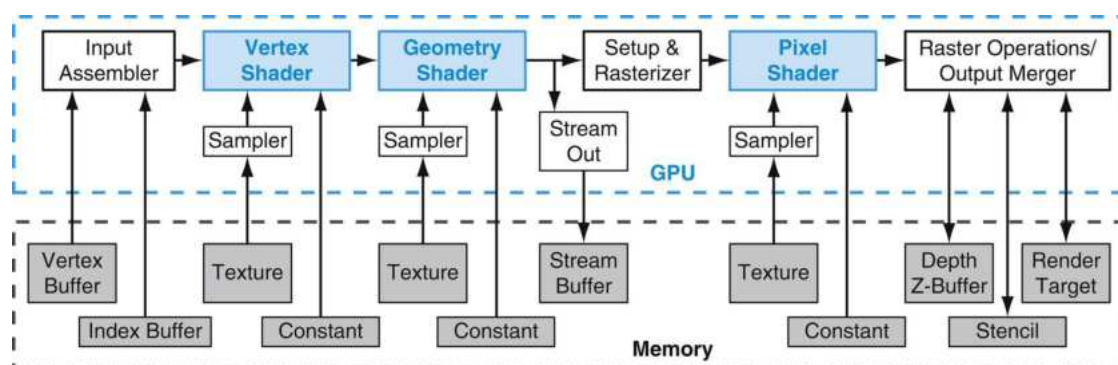 Input
Assembler
Vertex
Shader
Geometry
Shader
Setup &
Rasterizer
Pixel
Shader
Raster Operations/
Output Merger
Sampler
Sampler
Stream
Out
Sampler
GPU
Vertex
Buffer
Texture
Texture
Stream
Buffer
Texture
Depth
Z-Buffer
Render
Target
Index Buffer
Constant
Constant
Constant
Stencil
Memory